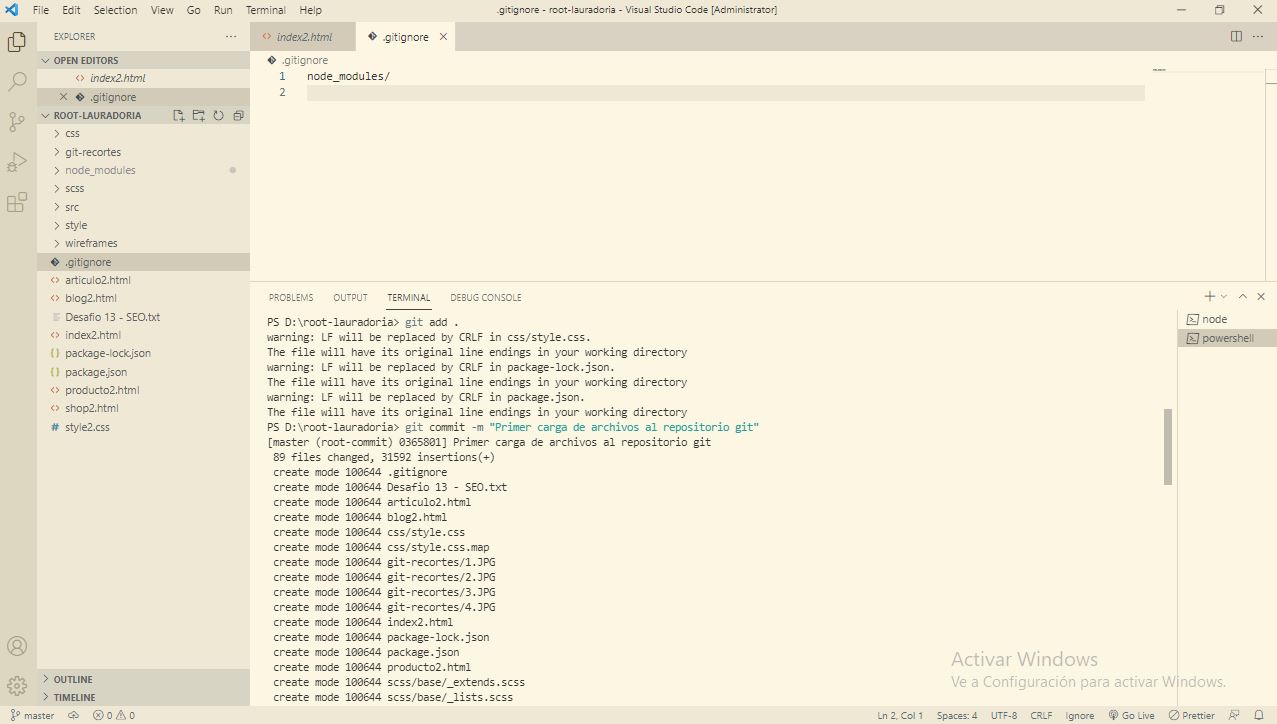 File Edit Selection View Go Run Terminal Help .gitignore - root-lauradoria - Visual Studio Code [Administrator]
EXPLORER
index2.html
.gitignore
OPEN EDITORS
index2.html
.gitignore
ROOT-LAURADORIA
css
git-recortes
node_modules
scss
src
style
wireframes
.gitignore
articulo2.html
blog2.html
Desafio 13 - SEO.txt
index2.html
package-lock.json
package.json
producto2.html
shop2.html
style2.css
OUTLINE
TIMELINE
.gitignore
1 node_modules/
2
PROBLEMS OUTPUT TERMINAL DEBUG CONSOLE
node
powershell
PS D:\root-lauradoria> git add .
warning: LF will be replaced by CRLF in css/style.css.
The file will have its original line endings in your working directory
warning: LF will be replaced by CRLF in package-lock.json.
The file will have its original line endings in your working directory
warning: LF will be replaced by CRLF in package.json.
The file will have its original line endings in your working directory
PS D:\root-lauradoria> git commit -m "Primer carga de archivos al repositorio git"
[master (root-commit) 0365801] Primer carga de archivos al repositorio git
89 files changed, 31592 insertions(+)
create mode 100644 .gitignore
create mode 100644 Desafio 13 - SEO.txt
create mode 100644 articulo2.html
create mode 100644 blog2.html
create mode 100644 css/style.css
create mode 100644 css/style.css.map
create mode 100644 git-recortes/1.JPG
create mode 100644 git-recortes/2.JPG
create mode 100644 git-recortes/3.JPG
create mode 100644 git-recortes/4.JPG
create mode 100644 index2.html
create mode 100644 package-lock.json
create mode 100644 package.json
create mode 100644 producto2.html
create mode 100644 scss/base/_extends.scss
create mode 100644 scss/base/_lists.scss
Activar Windows
Ve a Configuración para activar Windows.
master 0 0 Ln 2, Col 1 Spaces: 4 UTF-8 CRLF Ignore Go Live Prettier